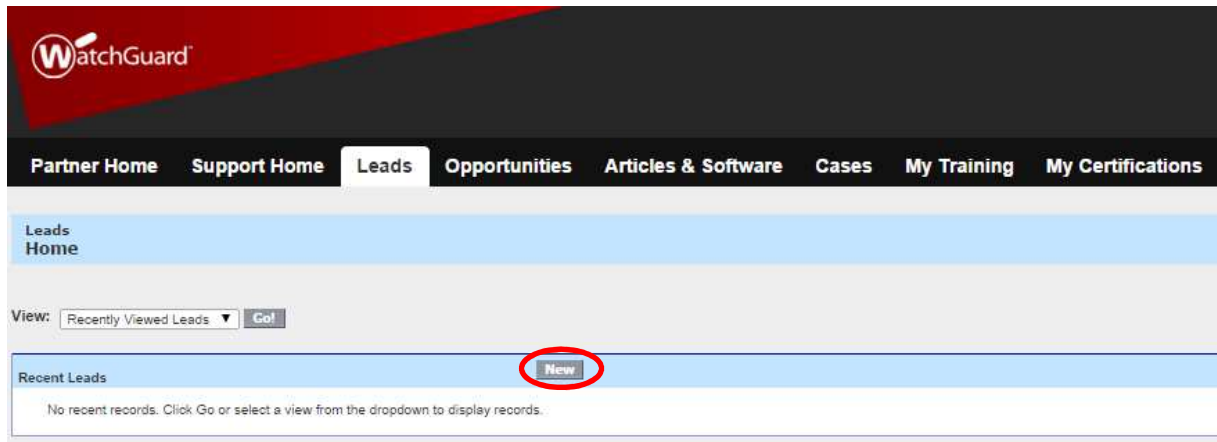 WatchGuard
Partner Home Support Home Leads Opportunities Articles & Software Cases My Training My Certifications
Leads
Home
View: Recently Viewed Leads ▼ Go!
Recent Leads New
No recent records. Click Go or select a view from the dropdown to display records.